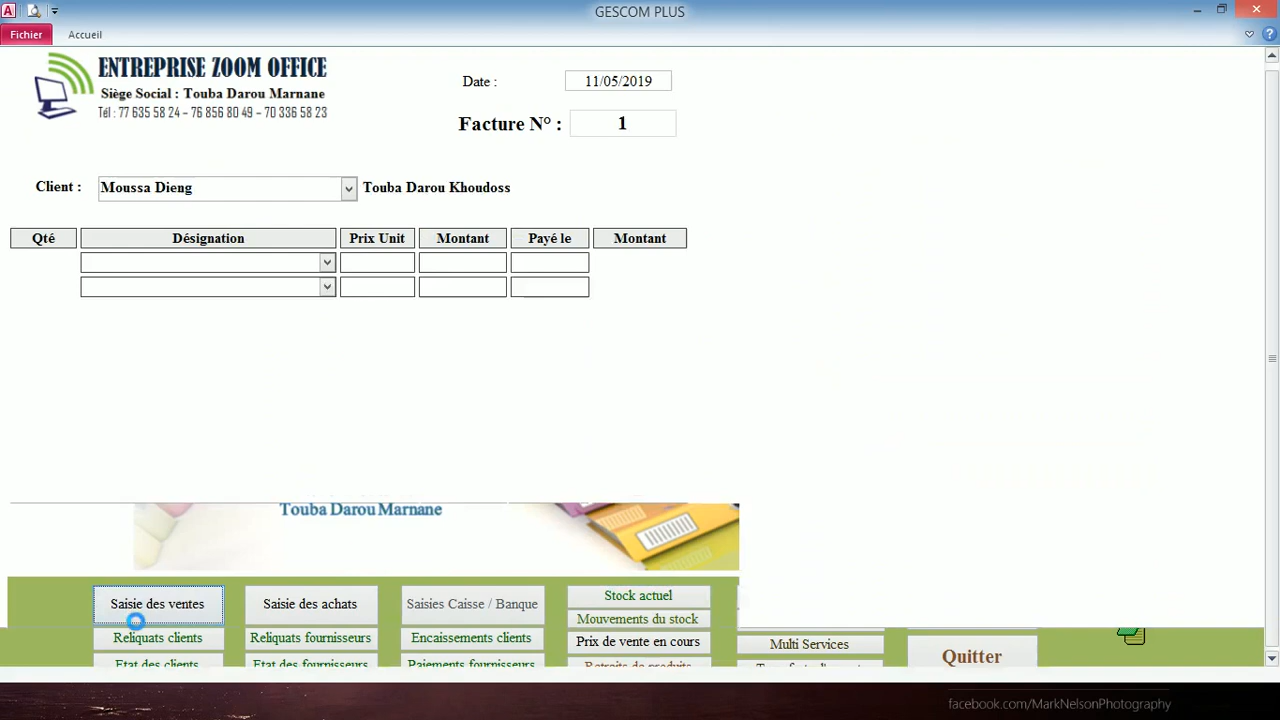 GESCOM PLUS
Fichier Accueil
ENTREPRISE ZOOM OFFICE
Siège Social : Touba Darou Marnane
Tél : 77 635 58 24 – 76 856 80 49 – 70 336 58 23
Date : 11/05/2019
Facture N° : 1
Client : Moussa Dieng Touba Darou Khoudoss
Qté Désignation Prix Unit Montant Payé le Montant
Touba Darou Marnane
Saisie des ventes Saisie des achats Saisies Caisse / Banque Stock actuel
Mouvements du stock
Reliquats clients Reliquats fournisseurs Encaissements clients Prix de vente en cours Multi Services Quitter
Etat des clients Etat des fournisseurs Paiements fournisseurs Retraits de produits
facebook.com/MarkNelsonPhotography